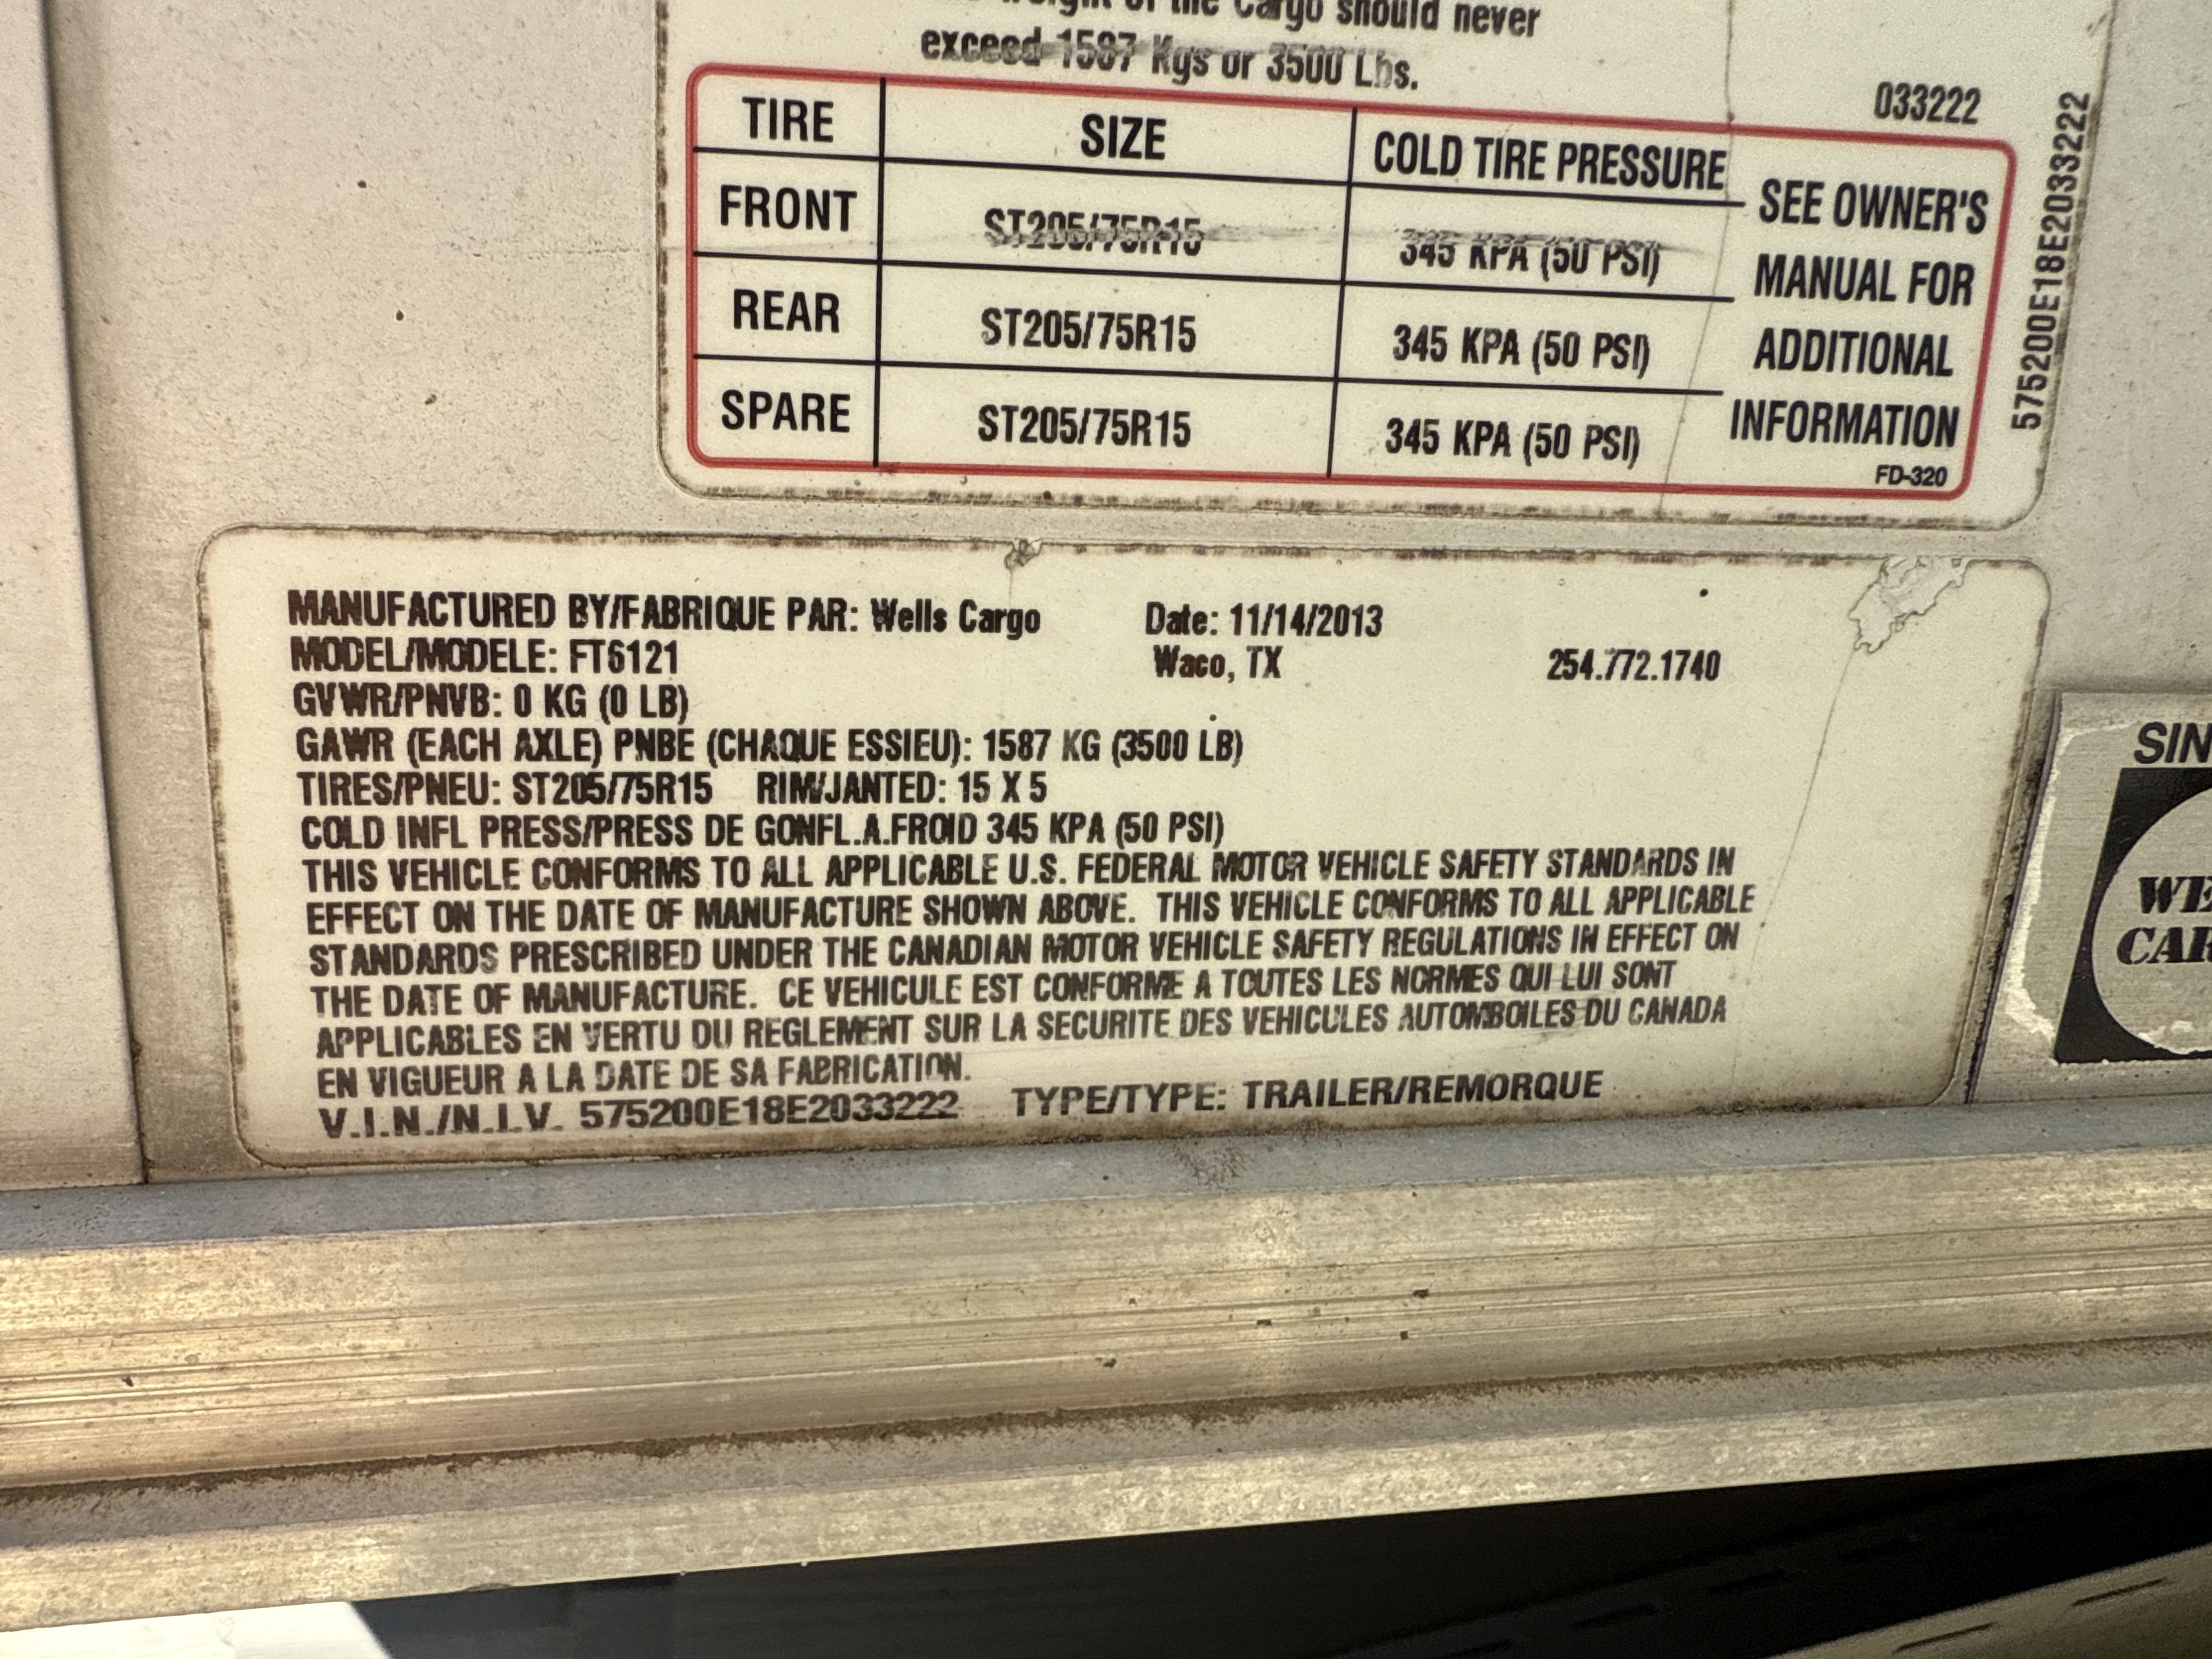 weight of the Cargo should never
exceed 1587 Kgs or 3500 Lbs.
033222
TIRE SIZE COLD TIRE PRESSURE
FRONT ST205/75R15 345 KPA (50 PSI)
REAR ST205/75R15 345 KPA (50 PSI)
SPARE ST205/75R15 345 KPA (50 PSI)
SEE OWNER'S
MANUAL FOR
ADDITIONAL
INFORMATION
FD-320
575200E18E2033222
MANUFACTURED BY/FABRIQUE PAR: Wells Cargo Date: 11/14/2013
MODEL/MODELE: FT6121 Waco, TX 254.772.1740
GVWR/PNVB: 0 KG (0 LB)
GAWR (EACH AXLE) PNBE (CHAQUE ESSIEU): 1587 KG (3500 LB)
TIRES/PNEU: ST205/75R15 RIM/JANTED: 15 X 5
COLD INFL PRESS/PRESS DE GONFL.A.FROID 345 KPA (50 PSI)
THIS VEHICLE CONFORMS TO ALL APPLICABLE U.S. FEDERAL MOTOR VEHICLE SAFETY STANDARDS IN
EFFECT ON THE DATE OF MANUFACTURE SHOWN ABOVE. THIS VEHICLE CONFORMS TO ALL APPLICABLE
STANDARDS PRESCRIBED UNDER THE CANADIAN MOTOR VEHICLE SAFETY REGULATIONS IN EFFECT ON
THE DATE OF MANUFACTURE. CE VEHICULE EST CONFORME A TOUTES LES NORMES QUI LUI SONT
APPLICABLES EN VERTU DU REGLEMENT SUR LA SECURITE DES VEHICULES AUTOMBOILES DU CANADA
EN VIGUEUR A LA DATE DE SA FABRICATION.
V.I.N./N.I.V. 575200E18E2033222 TYPE/TYPE: TRAILER/REMORQUE
SIN
WE
CAR